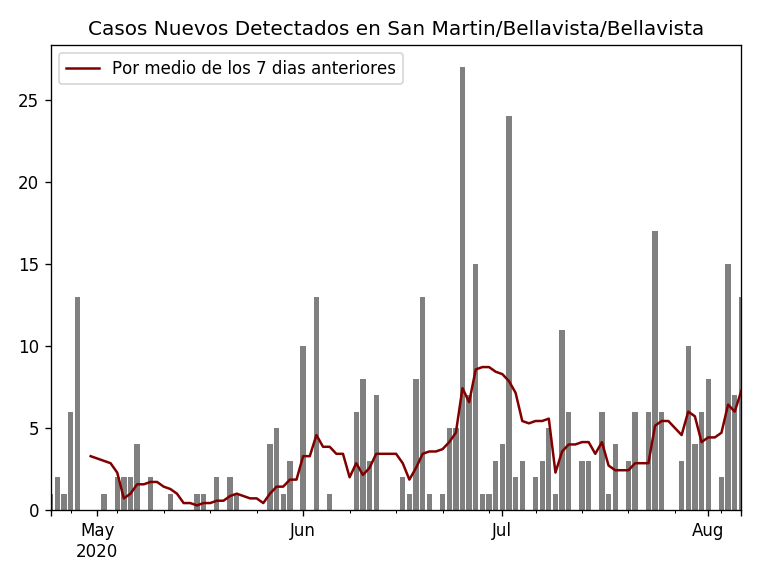 Casos Nuevos Detectados en San Martin/Bellavista/Bellavista
Por medio de los 7 dias anteriores
25
20
15
10
5
0
May
2020
Jun
Jul
Aug